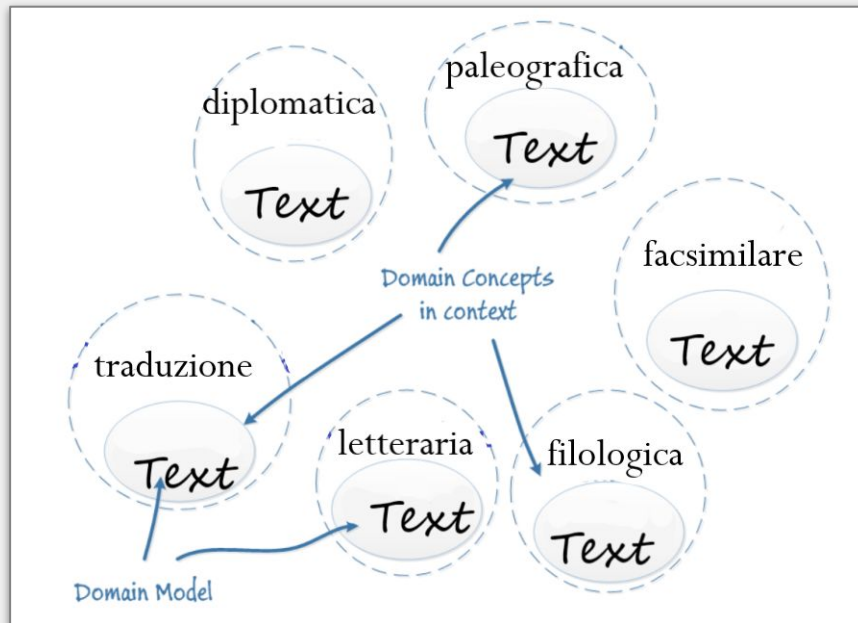 paleografica
diplomatica
Text
Text
facsimilare
Domain Concepts
in context
Text
traduzione
letteraria
filologica
Text
Text
Text
Domain Model